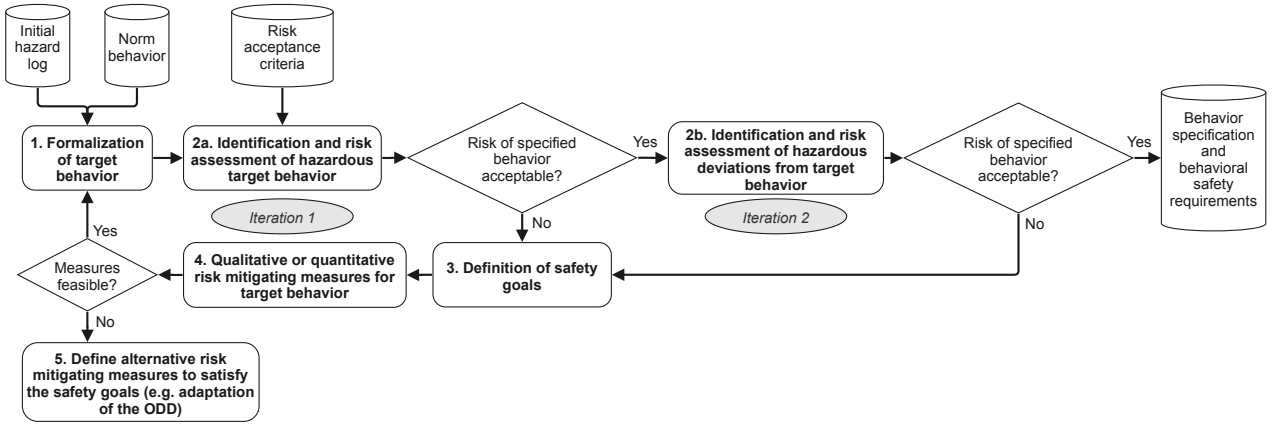 Initial
hazard
log
Norm
behavior
Risk
acceptance
criteria
1. Formalization
of target
behavior
2a. Identification and risk
assessment of hazardous
target behavior
Risk of specified
behavior
acceptable?
Yes
2b. Identification and risk
assessment of hazardous
deviations from target
behavior
Risk of specified
behavior
acceptable?
Yes
Behavior
specification
and
behavioral
safety
requirements
Iteration 1
Iteration 2
No
No
Yes
Measures
feasible?
4. Qualitative or quantitative
risk mitigating measures for
target behavior
3. Definition of safety
goals
No
5. Define alternative risk
mitigating measures to satisfy
the safety goals (e.g. adaptation
of the ODD)